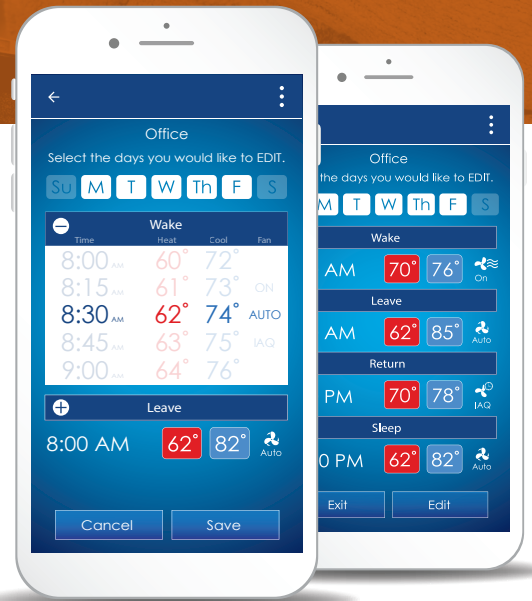 Office
Select the days you would like to EDIT.
Su M T W Th F S
Wake
Time Heat Cool Fan
8:00 AM 60° 72°
8:15 AM 61° 73° ON
8:30 AM 62° 74° AUTO
8:45 AM 63° 75° IAQ
9:00 AM 64° 76°
Leave
8:00 AM 62° 82° Auto
Cancel Save
Office
the days you would like to EDIT.
M T W Th F S
Wake
AM 70° 76° On
Leave
AM 62° 85° Auto
Return
PM 70° 78° IAQ
Sleep
0 PM 62° 82° Auto
Exit Edit